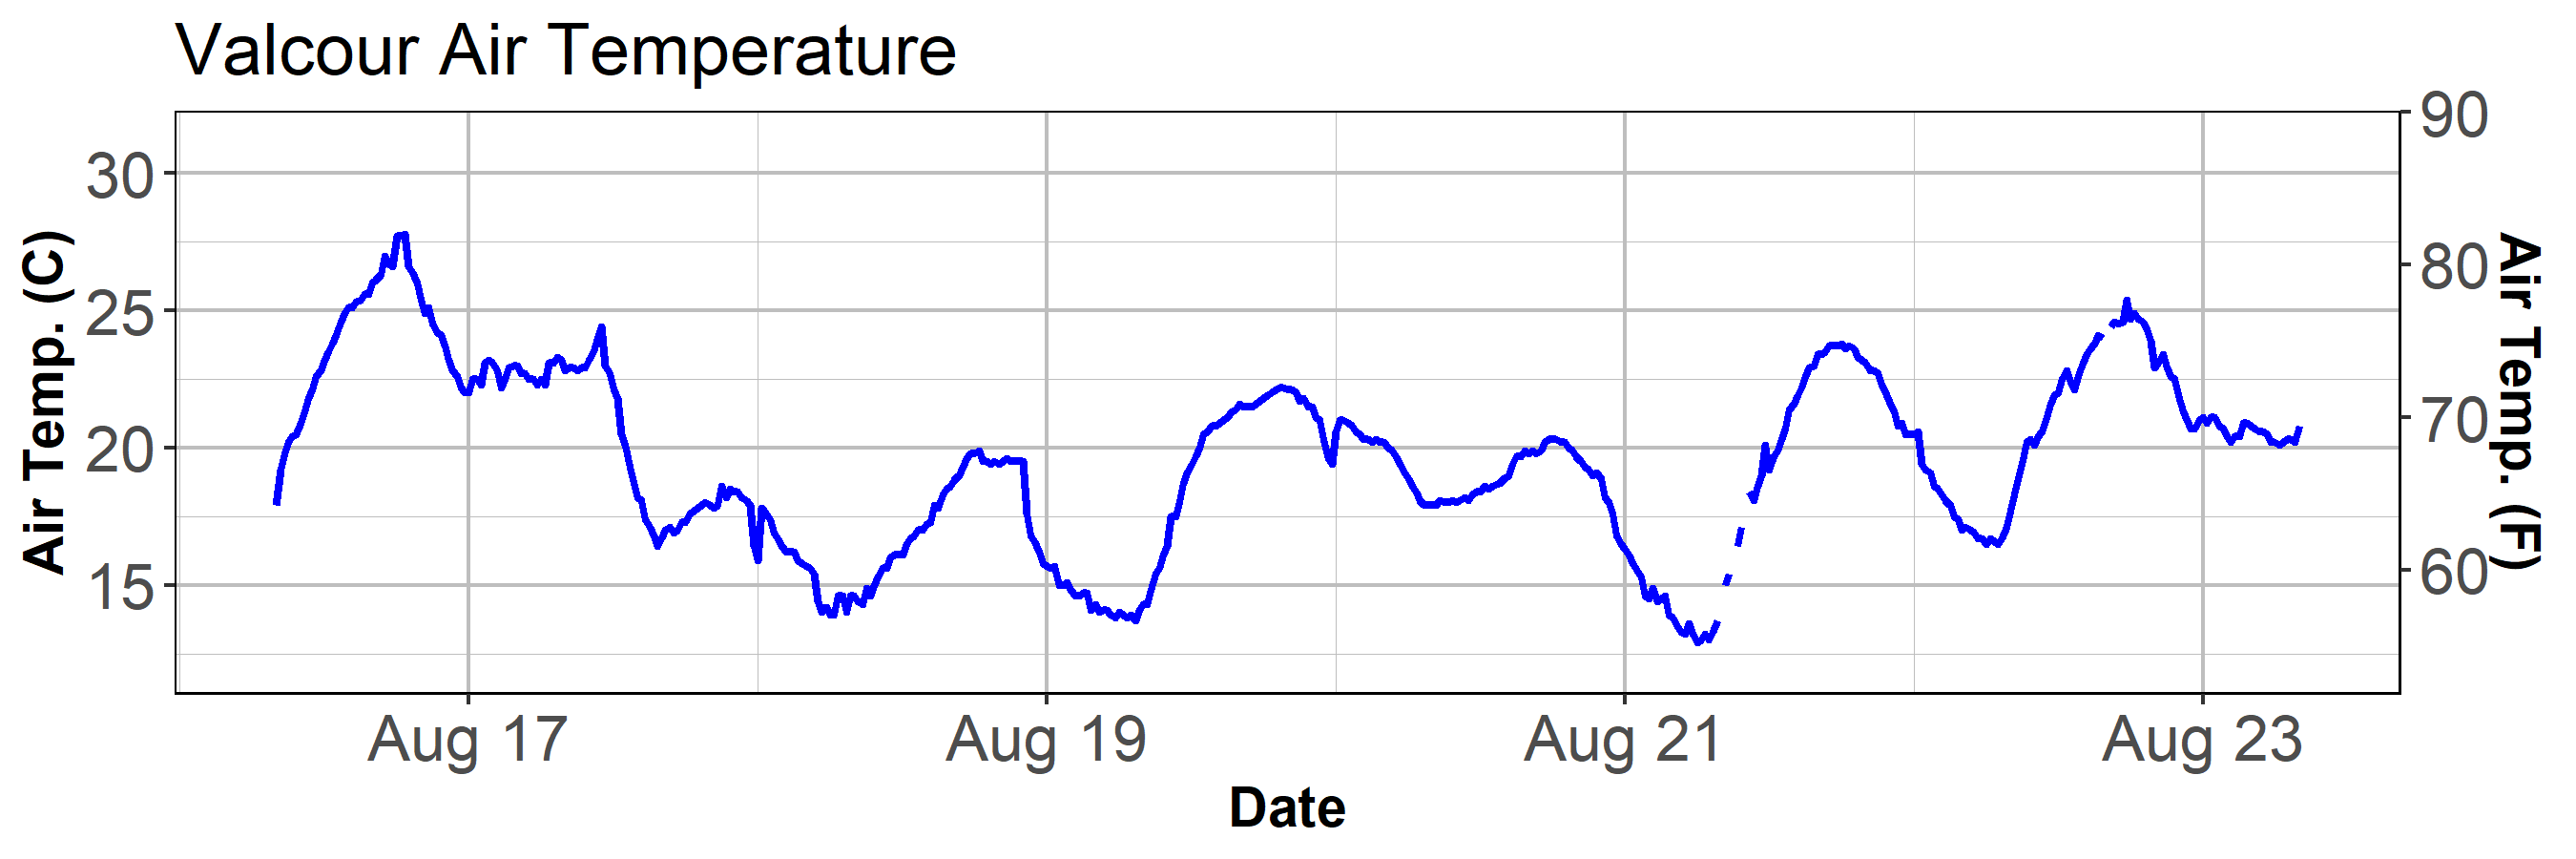 Valcour Air Temperature
Air Temp. (C)
30
25
20
15
90
80
70
60
Air Temp. (F)
Aug 17
Aug 19
Aug 21
Aug 23
Date